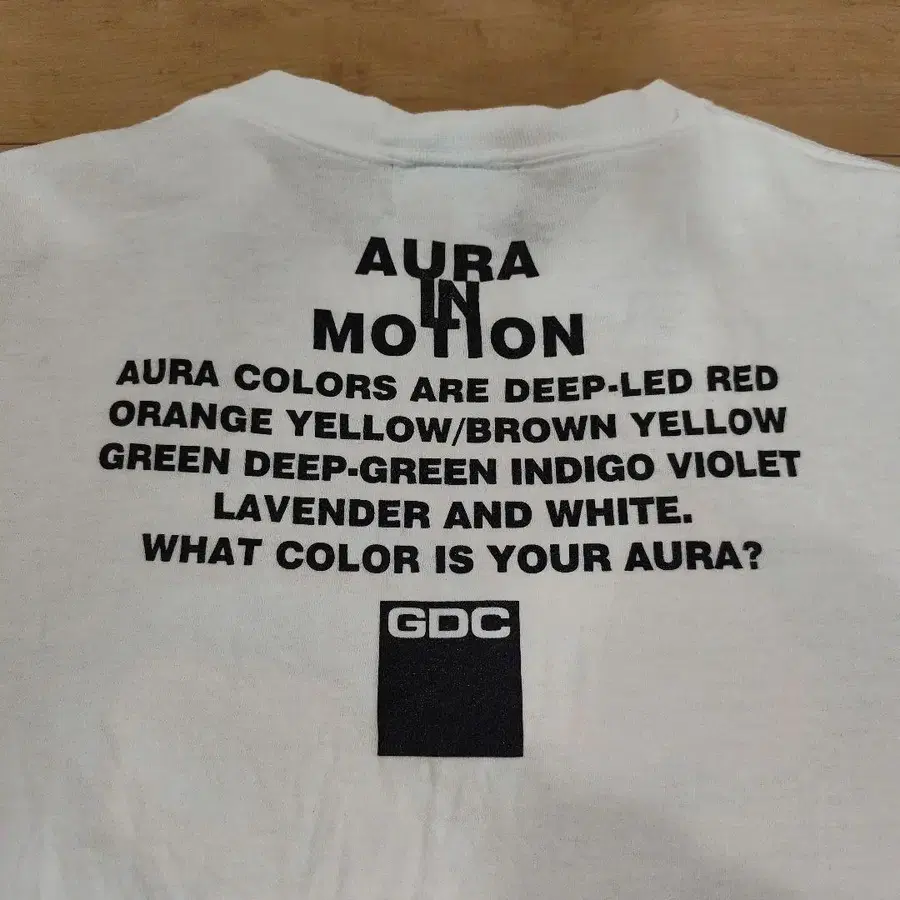 AURA
IN
MOTION
AURA COLORS ARE DEEP-LED RED
ORANGE YELLOW/BROWN YELLOW
GREEN DEEP-GREEN INDIGO VIOLET
LAVENDER AND WHITE.
WHAT COLOR IS YOUR AURA?
GDC